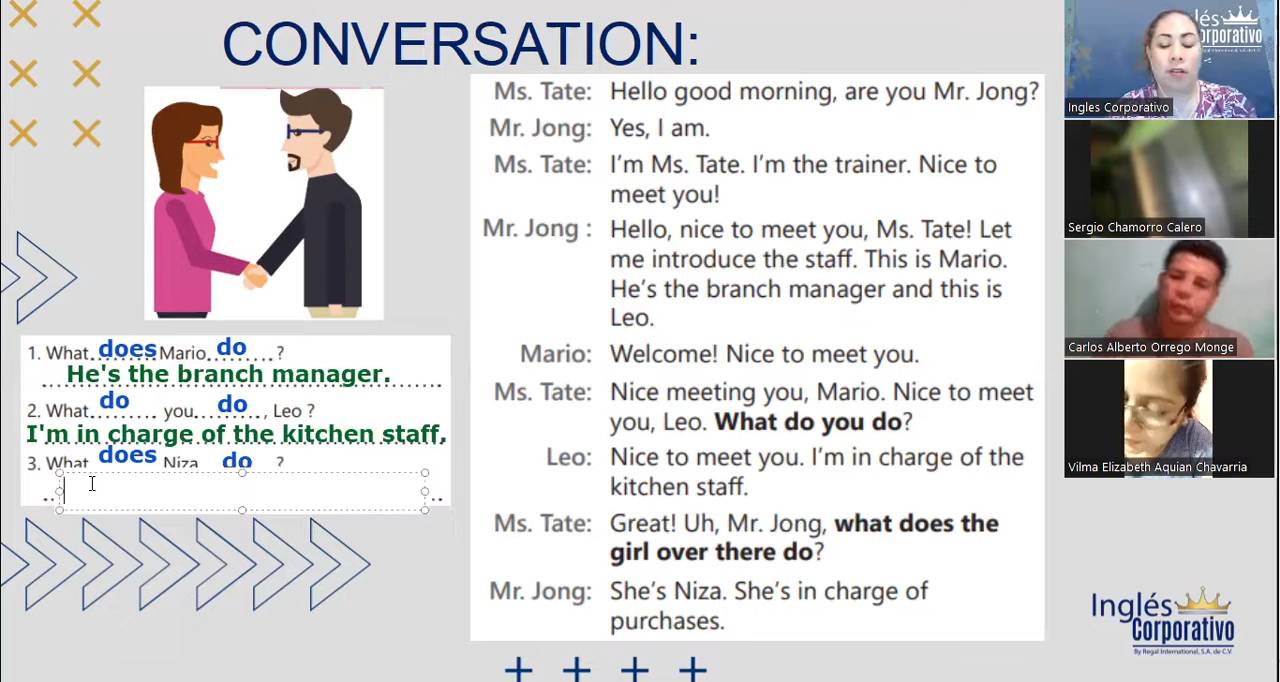 CONVERSATION:
Ms. Tate: Hello good morning, are you Mr. Jong?
Mr. Jong: Yes, I am.
Ms. Tate: I'm Ms. Tate. I'm the trainer. Nice to
meet you!
Mr. Jong : Hello, nice to meet you, Ms. Tate! Let
me introduce the staff. This is Mario.
He's the branch manager and this is
Leo.
Mario: Welcome! Nice to meet you.
Ms. Tate: Nice meeting you, Mario. Nice to meet
you, Leo. What do you do?
Leo: Nice to meet you. I'm in charge of the
kitchen staff.
Ms. Tate: Great! Uh, Mr. Jong, what does the
girl over there do?
Mr. Jong: She's Niza. She's in charge of
purchases.
1. What does Mario do ?
He's the branch manager.
2. What do you do , Leo ?
I'm in charge of the kitchen staff.
3. What does Niza do ?
Inglés
Corporativo
Ingles Corporativo
Sergio Chamorro Calero
Carlos Alberto Orrego Monge
Vilma Elizabeth Aquian Chavarria
Inglés
Corporativo
By Regal International, S.A. de C.V.